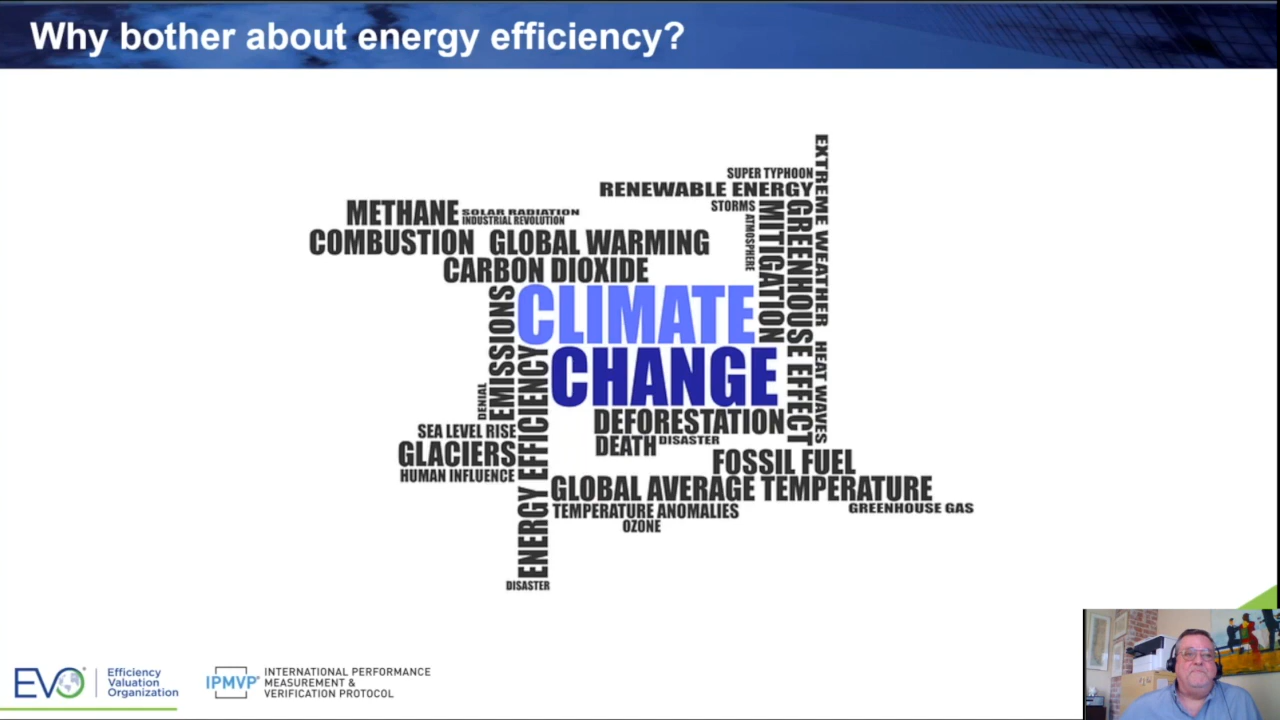 Why bother about energy efficiency?
EXTREME WEATHER
SUPER TYPHOON
RENEWABLE ENERGY
STORMS
METHANE
SOLAR RADIATION
INDUSTRIAL REVOLUTION
MITIGATION
GREENHOUSE EFFECT
ATMOSPHERE
COMBUSTION
GLOBAL WARMING
CARBON DIOXIDE
CLIMATE
EMISSIONS
CHANGE
ENERGY EFFICIENCY
HEAT WAVES
DENIAL
DEFORESTATION
SEA LEVEL RISE
DEATH
DISASTER
GLACIERS
FOSSIL FUEL
HUMAN INFLUENCE
GLOBAL AVERAGE TEMPERATURE
TEMPERATURE ANOMALIES
GREENHOUSE GAS
OZONE
DISASTER
EVO®
Efficiency
Valuation
Organization
IPMVP®
INTERNATIONAL PERFORMANCE
MEASUREMENT &
VERIFICATION PROTOCOL